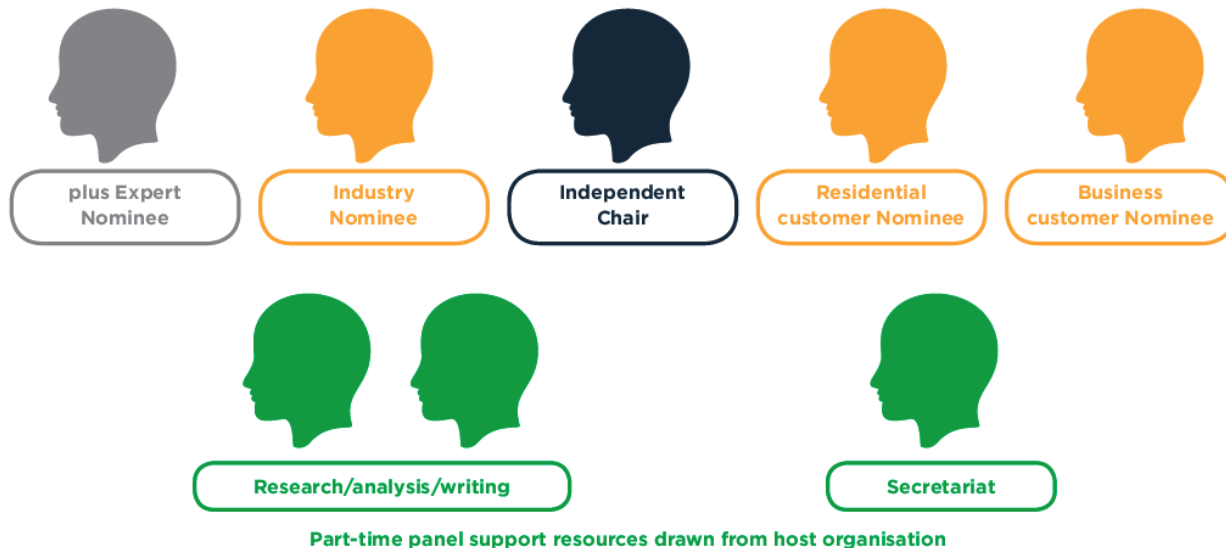 plus Expert
Nominee
Industry
Nominee
Independent
Chair
Residential
customer Nominee
Business
customer Nominee
Research/analysis/writing
Secretariat
Part-time panel support resources drawn from host organisation